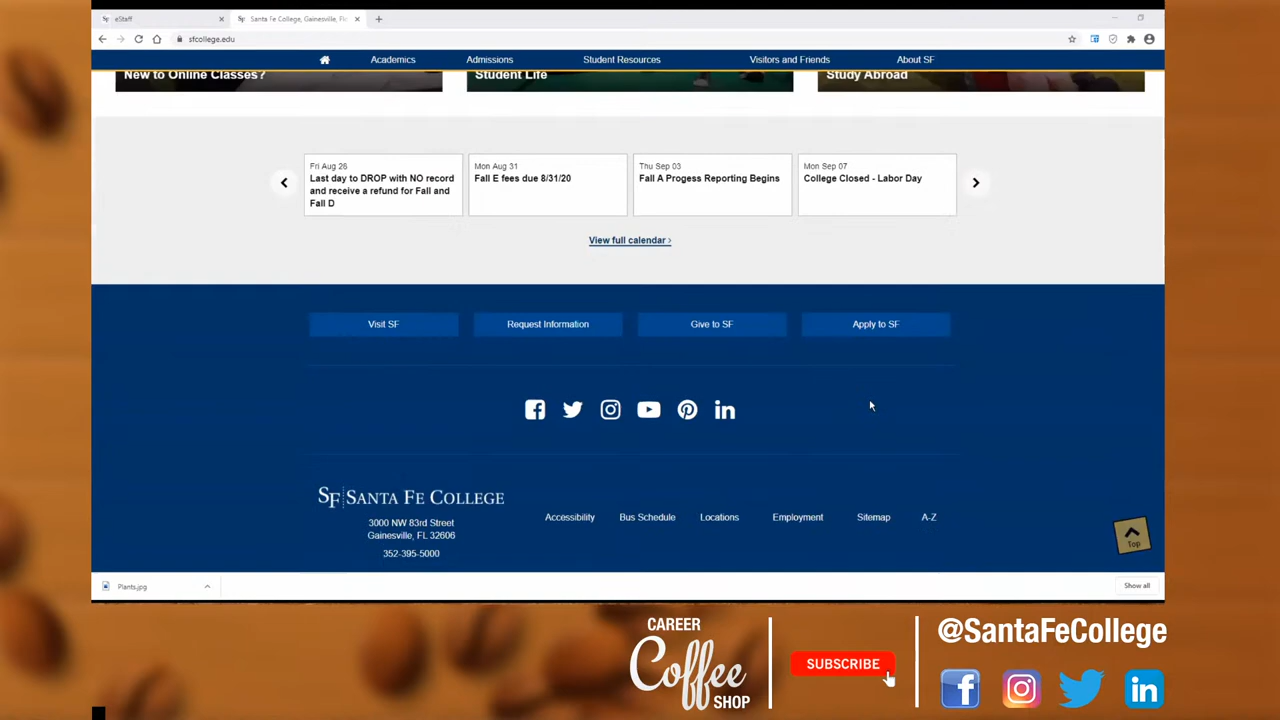 eStaff
Santa Fe College, Gainesville, Flo
sfcollege.edu
Academics
Admissions
Student Resources
Visitors and Friends
About SF
New to Online Classes?
Student Life
Study Abroad
Fri Aug 26
Last day to DROP with NO record
and receive a refund for Fall and
Fall D
Mon Aug 31
Fall E fees due 8/31/20
Thu Sep 03
Fall A Progess Reporting Begins
Mon Sep 07
College Closed - Labor Day
View full calendar ›
Visit SF
Request Information
Give to SF
Apply to SF
SF SANTA FE COLLEGE
3000 NW 83rd Street
Gainesville, FL 32606
352-395-5000
Accessibility
Bus Schedule
Locations
Employment
Sitemap
A-Z
Top
Plants.jpg
Show all
CAREER
Coffee
SHOP
SUBSCRIBE
@SantaFeCollege